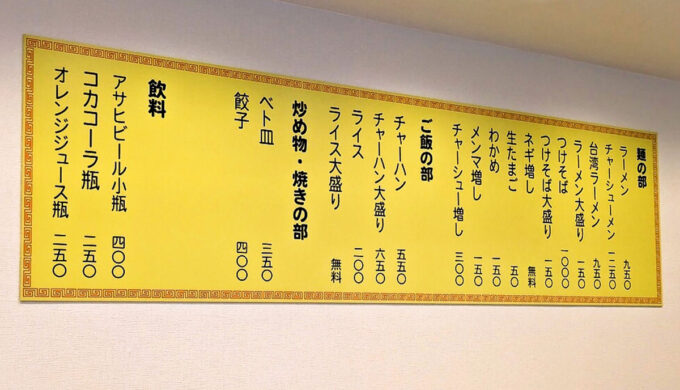 麺の部
ラーメン 九五〇
チャーシューメン 一二五〇
台湾ラーメン 九五〇
ラーメン大盛り 一五〇
つけそば 一〇〇〇
つけそば大盛り 一五〇
ネギ増し 無料
生たまご 五〇
わかめ 一五〇
メンマ増し 一五〇
チャーシュー増し 三〇〇
ご飯の部
チャーハン 五五〇
チャーハン大盛り 六五〇
ライス 二〇〇
ライス大盛り 無料
炒め物・焼きの部
ベト皿 三五〇
餃子 四〇〇
飲料
アサヒビール小瓶 四〇〇
コカコーラ瓶 二五〇
オレンジジュース瓶 二五〇